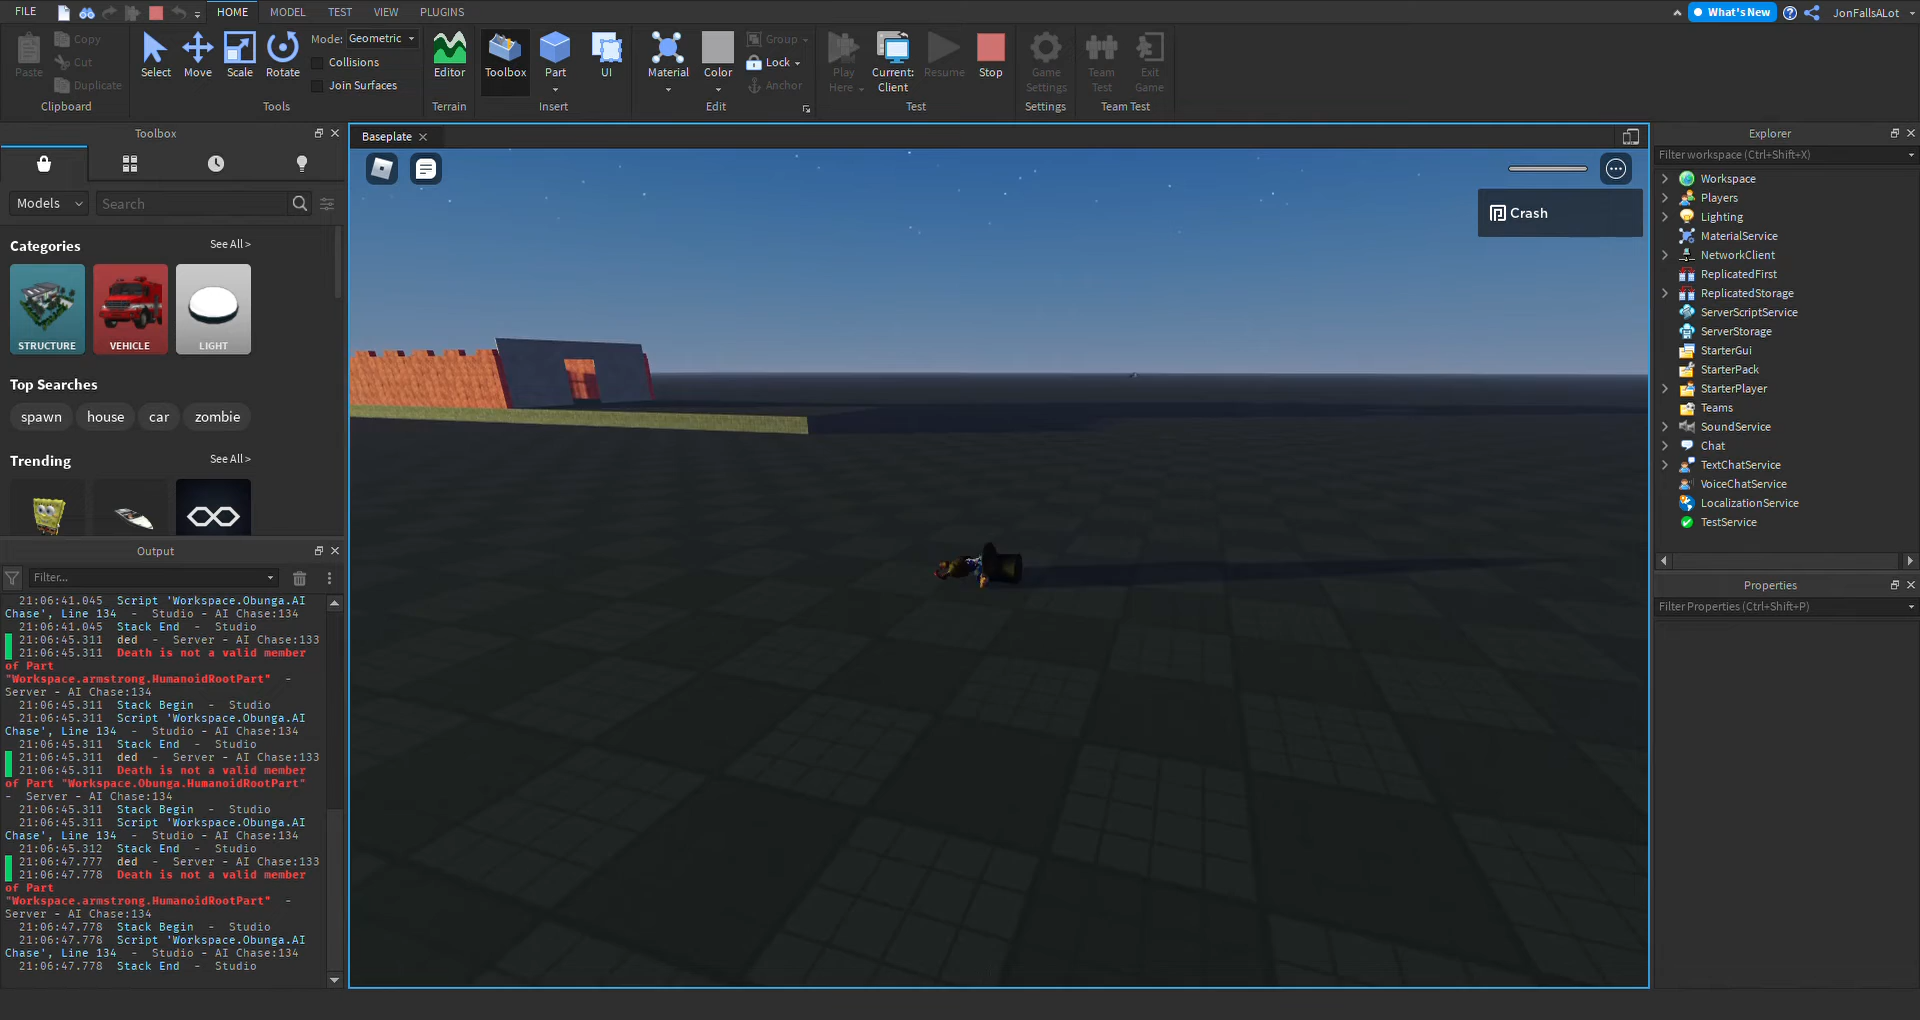 FILE
HOME
MODEL
TEST
VIEW
PLUGINS
What's New
JonFallsALot
Paste
Copy
Cut
Duplicate
Clipboard
Select
Move
Scale
Rotate
Mode: Geometric
Collisions
Join Surfaces
Tools
Editor
Terrain
Toolbox
Part
UI
Insert
Material
Color
Group
Lock
Anchor
Edit
Play
Here
Current:
Client
Resume
Stop
Test
Game
Settings
Settings
Team
Test
Exit
Game
Team Test
Toolbox
Models
Search
Categories
See All >
STRUCTURE
VEHICLE
LIGHT
Top Searches
spawn
house
car
zombie
Trending
See All >
Output
Filter...
21:06:41.045 Script 'Workspace.Obunga.AI
Chase', Line 134 - Studio - AI Chase:134
21:06:41.045 Stack End - Studio
21:06:45.311 ded - Server - AI Chase:133
21:06:45.311 Death is not a valid member
of Part
"Workspace.armstrong.HumanoidRootPart" -
Server - AI Chase:134
21:06:45.311 Stack Begin - Studio
21:06:45.311 Script 'Workspace.Obunga.AI
Chase', Line 134 - Studio - AI Chase:134
21:06:45.311 Stack End - Studio
21:06:45.311 ded - Server - AI Chase:133
21:06:45.311 Death is not a valid member
of Part "Workspace.Obunga.HumanoidRootPart"
- Server - AI Chase:134
21:06:45.311 Stack Begin - Studio
21:06:45.311 Script 'Workspace.Obunga.AI
Chase', Line 134 - Studio - AI Chase:134
21:06:45.312 Stack End - Studio
21:06:47.777 ded - Server - AI Chase:133
21:06:47.778 Death is not a valid member
of Part
"Workspace.armstrong.HumanoidRootPart" -
Server - AI Chase:134
21:06:47.778 Stack Begin - Studio
21:06:47.778 Script 'Workspace.Obunga.AI
Chase', Line 134 - Studio - AI Chase:134
21:06:47.778 Stack End - Studio
Baseplate
Crash
Explorer
Filter workspace (Ctrl+Shift+X)
Workspace
Players
Lighting
MaterialService
NetworkClient
ReplicatedFirst
ReplicatedStorage
ServerScriptService
ServerStorage
StarterGui
StarterPack
StarterPlayer
Teams
SoundService
Chat
TextChatService
VoiceChatService
LocalizationService
TestService
Properties
Filter Properties (Ctrl+Shift+P)